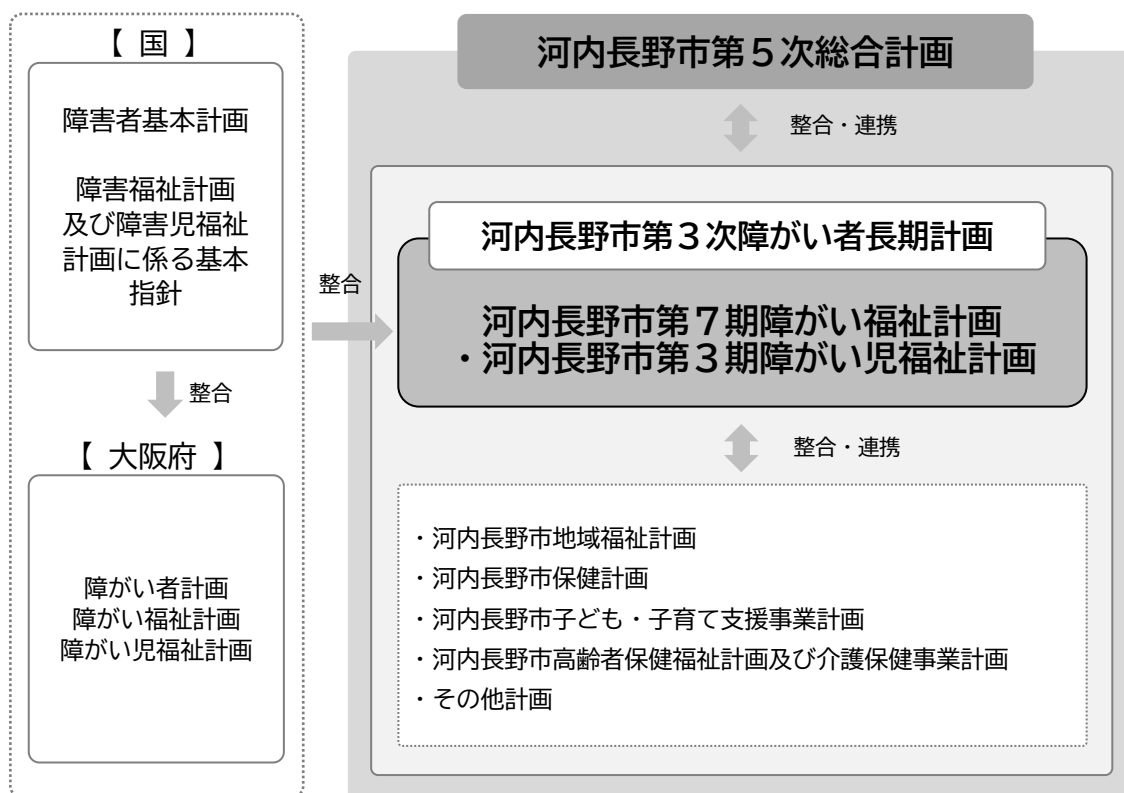 【 国 】
障害者基本計画
障害福祉計画
及び障害児福祉
計画に係る基本
指針
整合
【 大阪府 】
障がい者計画
障がい福祉計画
障がい児福祉計画
整合
河内長野市第５次総合計画
整合・連携
河内長野市第３次障がい者長期計画
河内長野市第７期障がい福祉計画
・河内長野市第３期障がい児福祉計画
整合・連携
・河内長野市地域福祉計画
・河内長野市保健計画
・河内長野市子ども・子育て支援事業計画
・河内長野市高齢者保健福祉計画及び介護保健事業計画
・その他計画